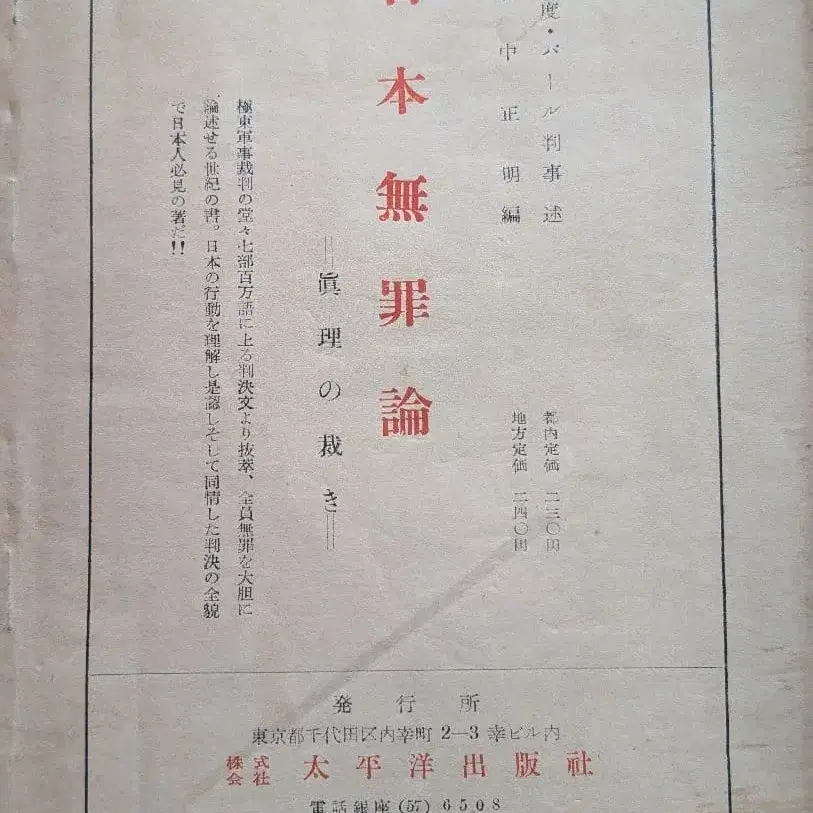 度・パール判事述
中正明編
都内定価 二三〇円
地方定価 二四〇円
本無罪論
＝眞理の裁き＝
極東軍事裁判の堂々七部百万語に上る判決文より抜萃、全員無罪を大胆に
論述せる世紀の書。日本の行動を理解し是認しそして同情した判決の全貌
で日本人必見の著だ!!
発行所
東京都千代田区内幸町 2―3 幸ビル内
株式会社 太平洋出版社
電話銀座 (57) 6508